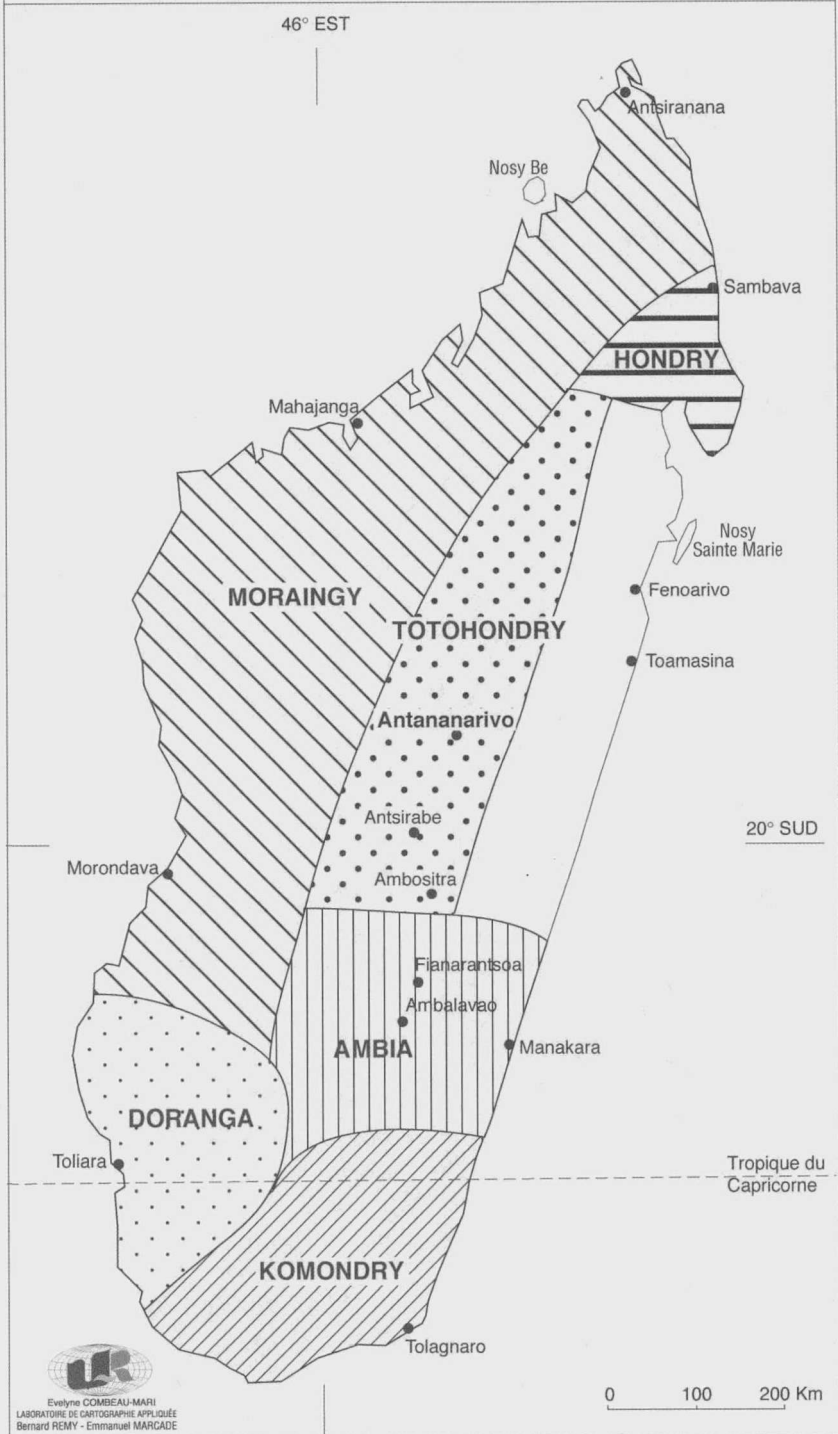 46° EST
Antsiranana
Nosy Be
Sambava
HONDRY
Mahajanga
Nosy
Sainte Marie
MORAINGY
Fenoarivo
TOTOHONDRY
Toamasina
Antananarivo
Antsirabe
20° SUD
Morondava
Ambositra
Fianarantsoa
Ambalavao
AMBIA
Manakara
DORANGA
Toliara
Tropique du
Capricorne
KOMONDRY
Tolagnaro
UR
Evelyne COMBEAU-MARI
LABORATOIRE DE CARTOGRAPHIE APPLIQUÉE
Bernard REMY - Emmanuel MARCADE
0 100 200 Km